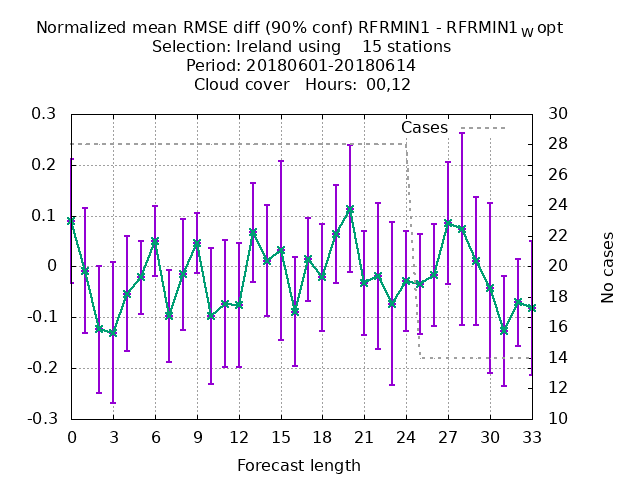 Normalized mean RMSE diff (90% conf) RFRMIN1 - RFRMIN1wopt
Selection: Ireland using    15 stations
Period: 20180601-20180614
Cloud cover   Hours: 00,12
0.3
0.2
0.1
0
-0.1
-0.2
-0.3
Cases
30
28
26
24
22
20
18
16
14
12
10
No cases
0 3 6 9 12 15 18 21 24 27 30 33
Forecast length